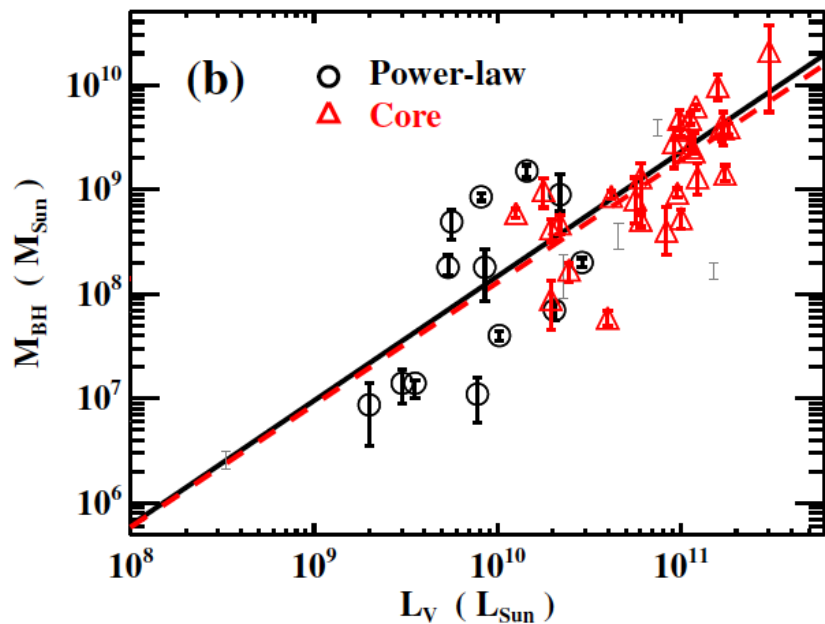 (b)
Power-law
Core
10^10
10^9
10^8
10^7
10^6
M_BH ( M_Sun )
10^8 10^9 10^10 10^11
L_V ( L_Sun )